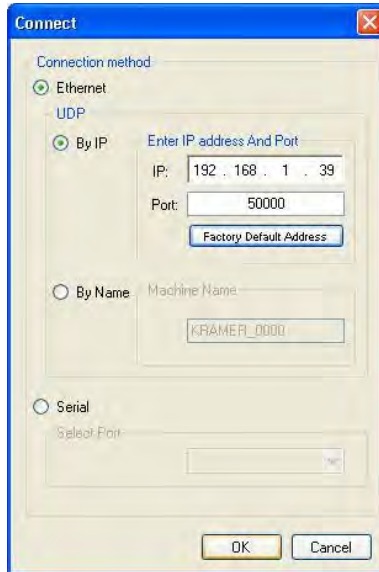 Connect
Connection method
Ethernet
UDP
By IP
Enter IP address And Port
IP: 192 . 168 . 1 . 39
Port: 50000
Factory Default Address
By Name
Machine Name
KRAMER_0000
Serial
Select Port
OK
Cancel